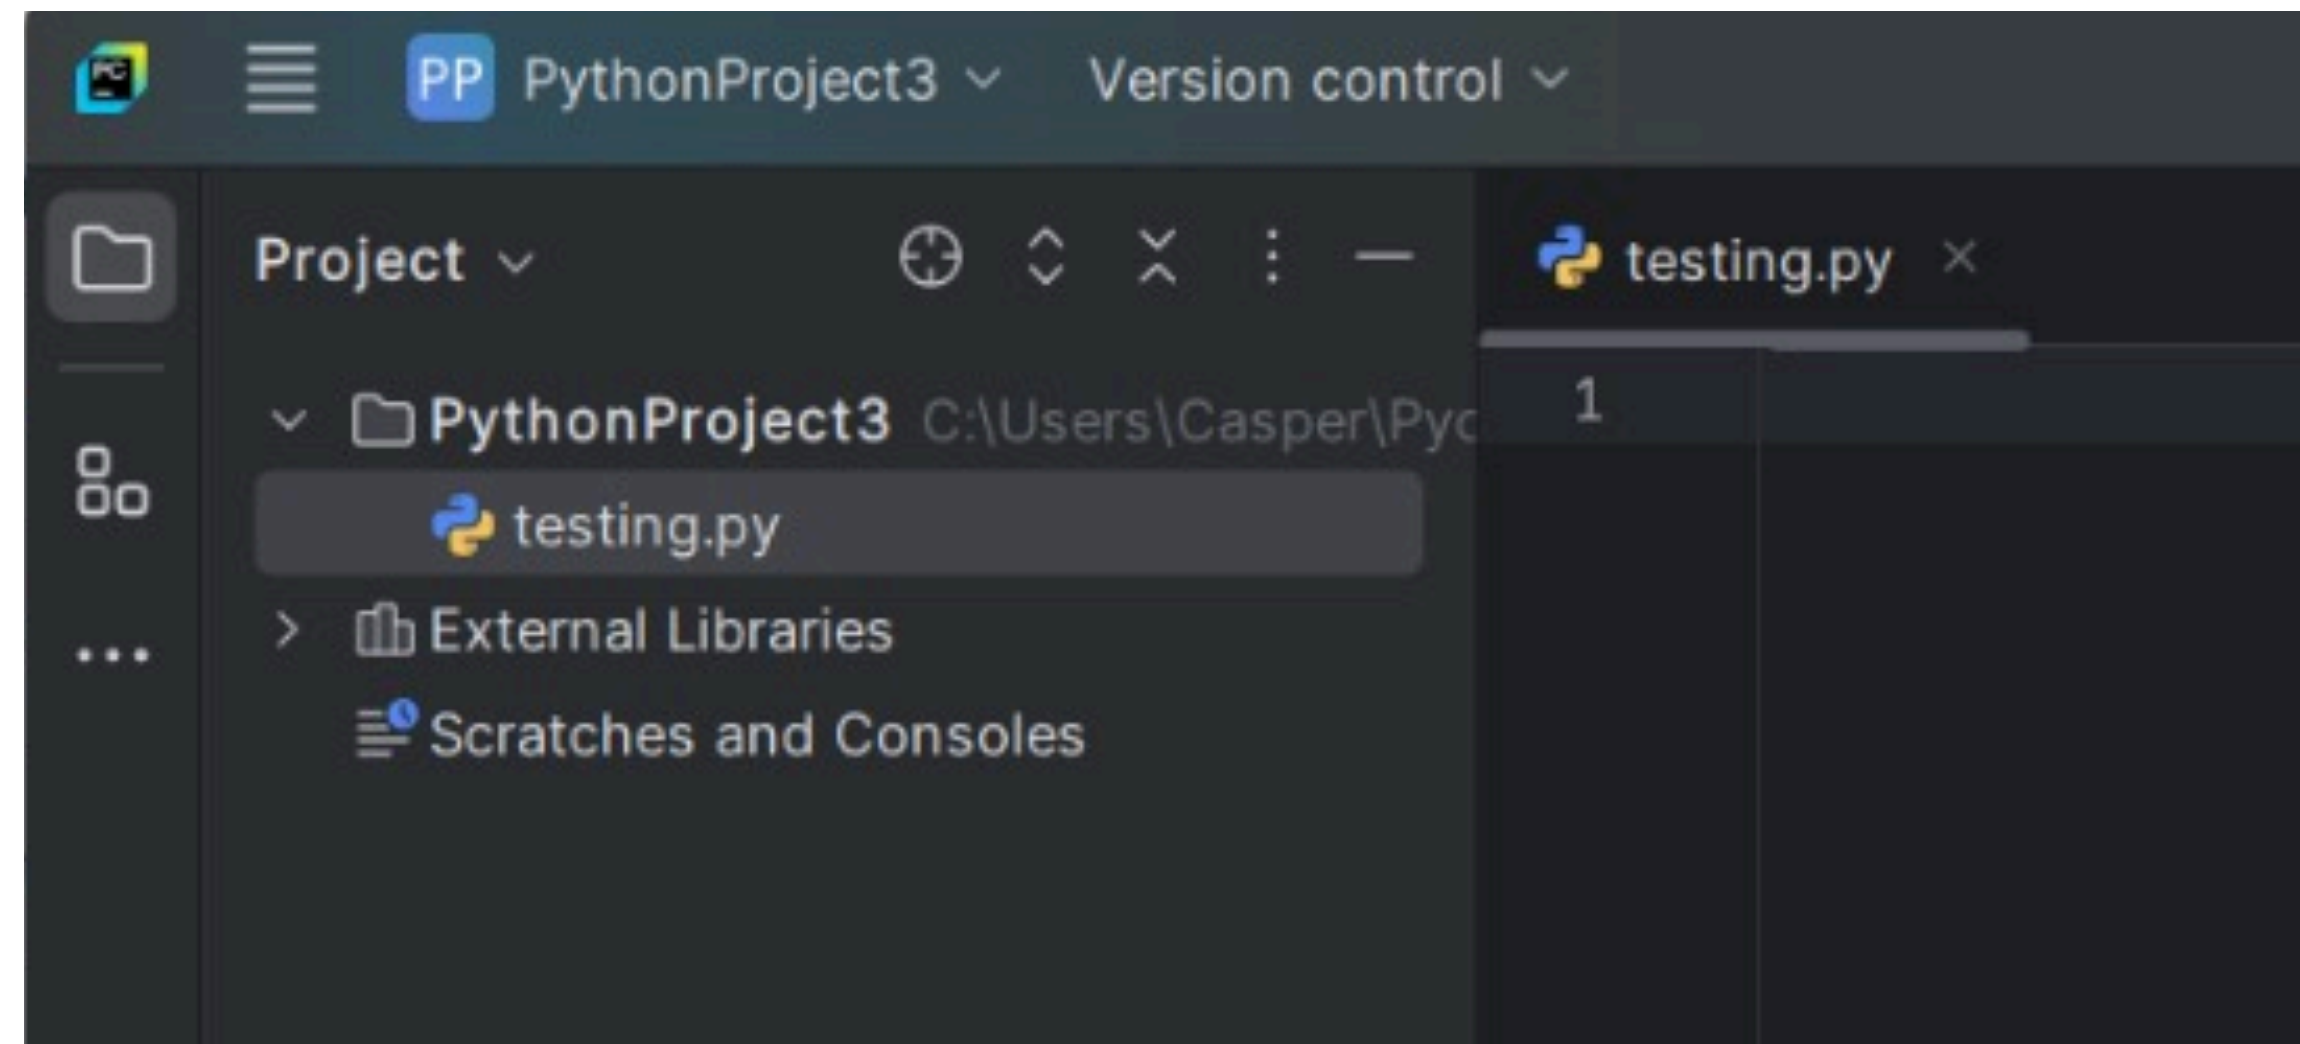 PC
PP PythonProject3 Version control
Project
testing.py
PythonProject3 C:\Users\Casper\Pyc
1
testing.py
External Libraries
Scratches and Consoles